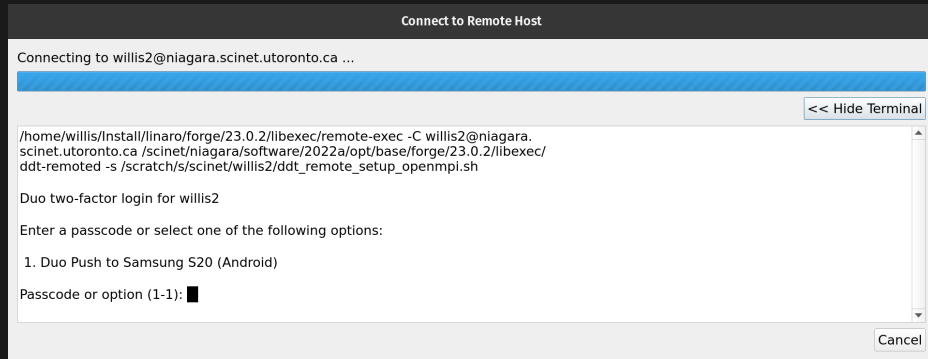 Connect to Remote Host
Connecting to willis2@niagara.scinet.utoronto.ca ...
<< Hide Terminal
/home/willis/Install/linaro/forge/23.0.2/libexec/remote-exec -C willis2@niagara.
scinet.utoronto.ca /scinet/niagara/software/2022a/opt/base/forge/23.0.2/libexec/
ddt-remoted -s /scratch/s/scinet/willis2/ddt_remote_setup_openmpi.sh
Duo two-factor login for willis2
Enter a passcode or select one of the following options:
1. Duo Push to Samsung S20 (Android)
Passcode or option (1-1):
Cancel